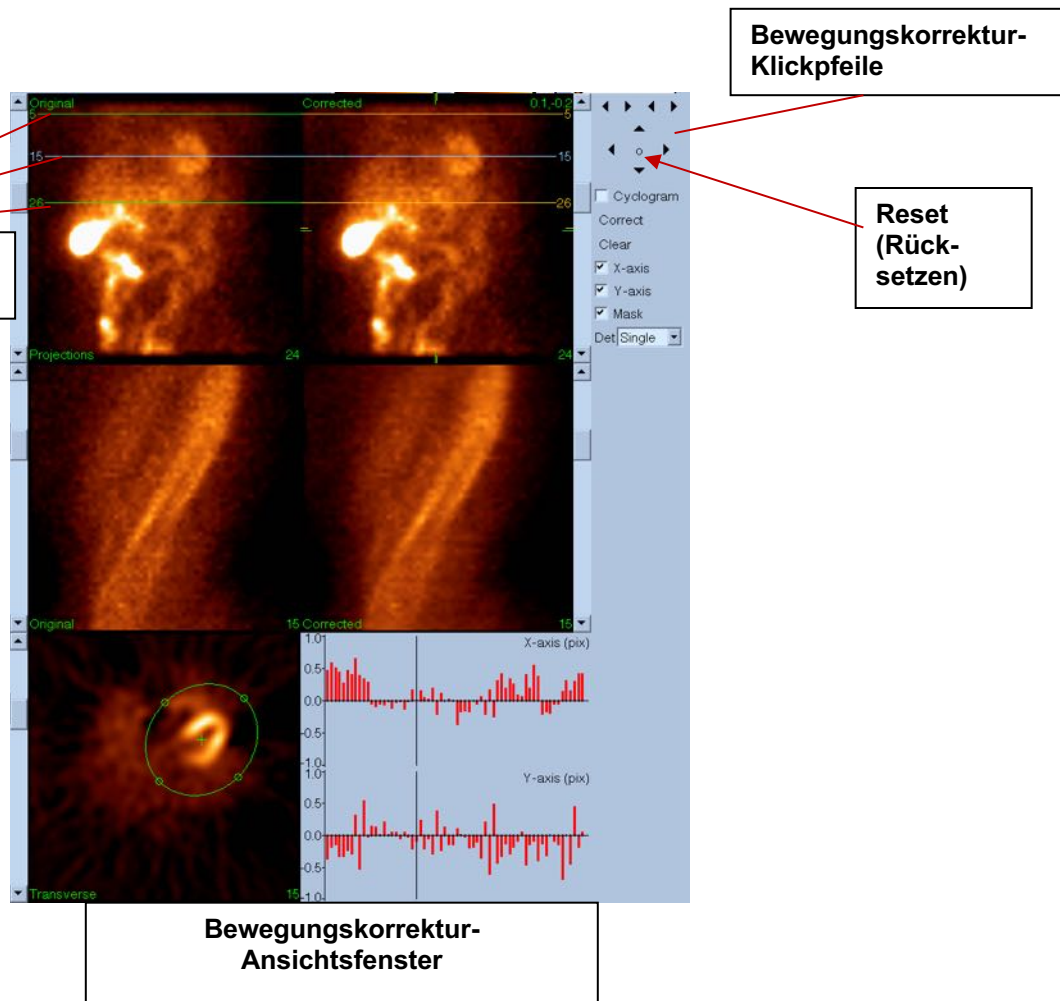 Bewegungskorrektur-
Klickpfeile
Original
Corrected
0.1,-0.2
5
5
15
15
26
26
Cyclogram
Correct
Clear
X-axis
Y-axis
Mask
Det Single
Reset
(Rück-
setzen)
Projections
24
24
Original
15
Corrected
15
X-axis (pix)
1.0
0.5
0.0
-0.5
-1.0
Y-axis (pix)
1.0
0.5
0.0
-0.5
-1.0
Transverse
15
Bewegungskorrektur-
Ansichtsfenster